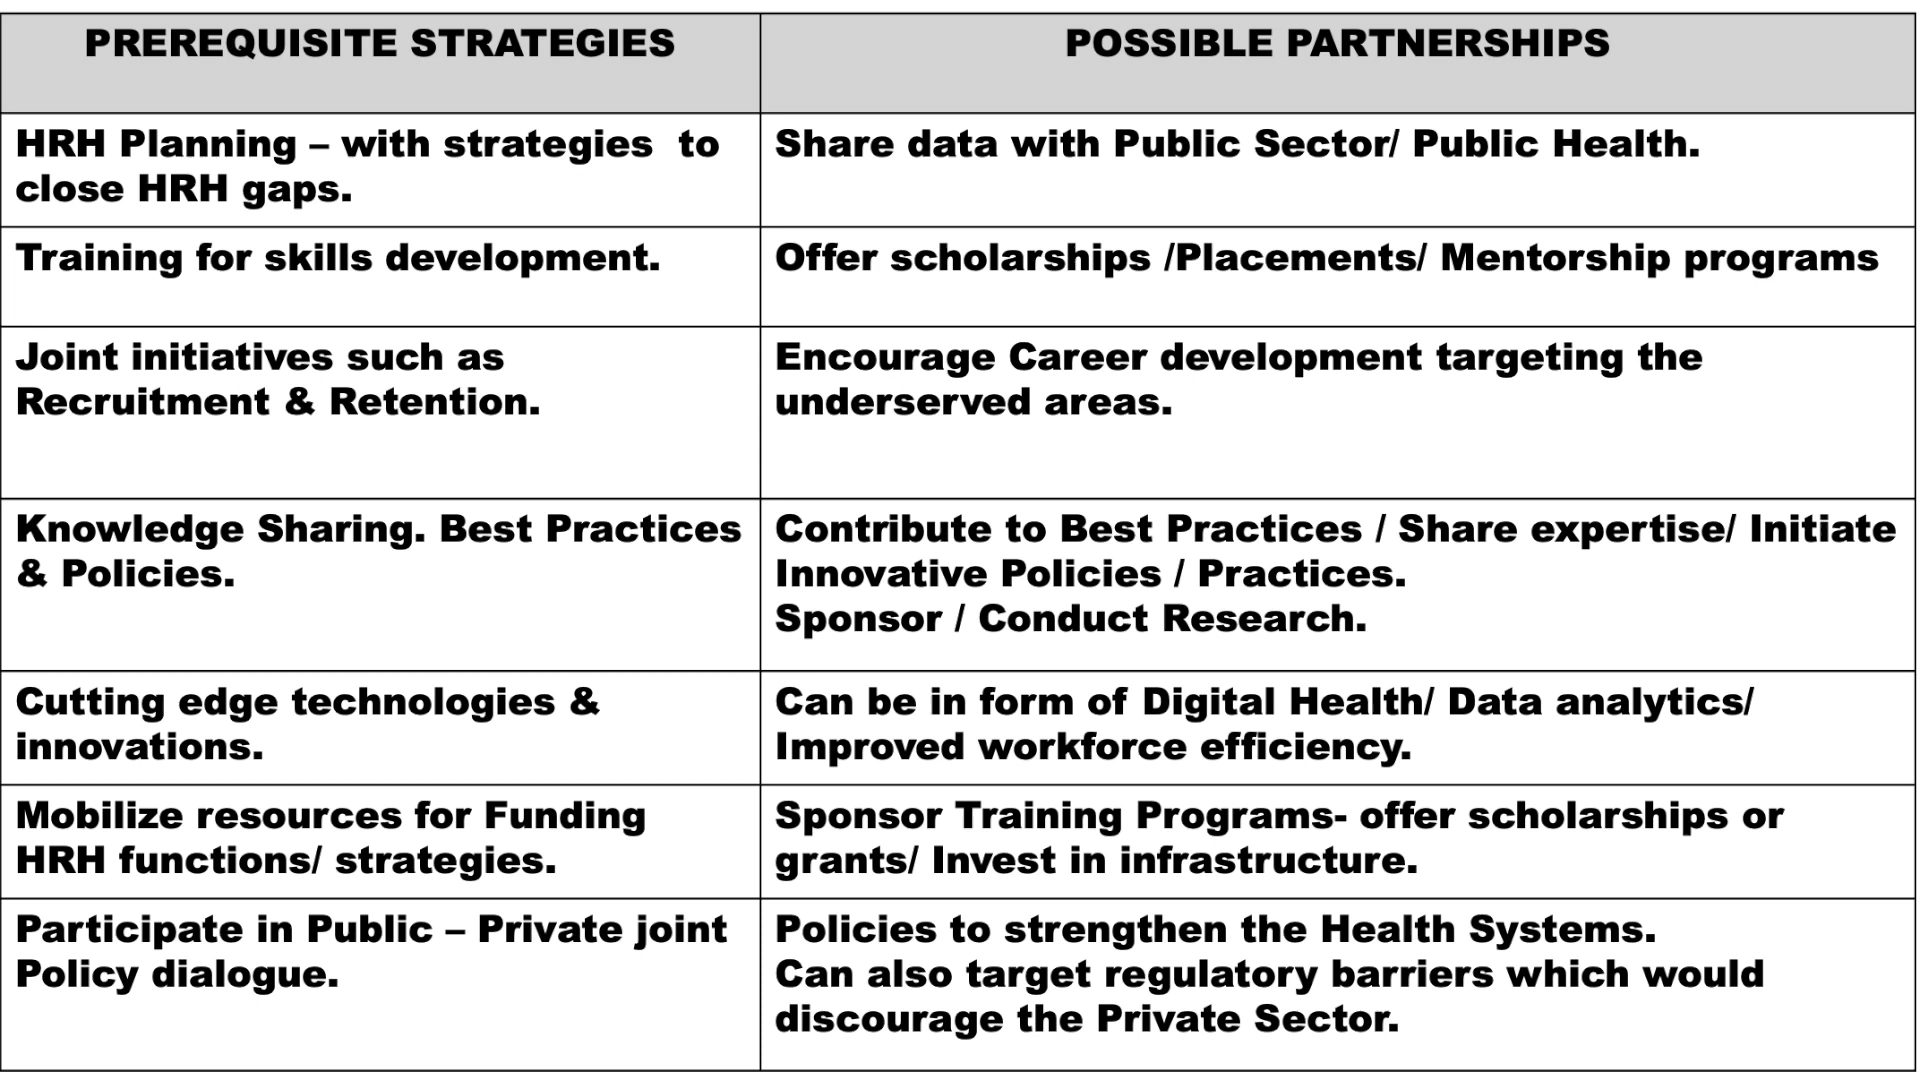 PREREQUISITE STRATEGIES
POSSIBLE PARTNERSHIPS
HRH Planning – with strategies  to
close HRH gaps.
Share data with Public Sector/ Public Health.
Training for skills development.
Offer scholarships /Placements/ Mentorship programs
Joint initiatives such as
Recruitment & Retention.
Encourage Career development targeting the
underserved areas.
Knowledge Sharing. Best Practices
& Policies.
Contribute to Best Practices / Share expertise/ Initiate
Innovative Policies / Practices.
Sponsor / Conduct Research.
Cutting edge technologies &
innovations.
Can be in form of Digital Health/ Data analytics/
Improved workforce efficiency.
Mobilize resources for Funding
HRH functions/ strategies.
Sponsor Training Programs- offer scholarships or
grants/ Invest in infrastructure.
Participate in Public – Private joint
Policy dialogue.
Policies to strengthen the Health Systems.
Can also target regulatory barriers which would
discourage the Private Sector.